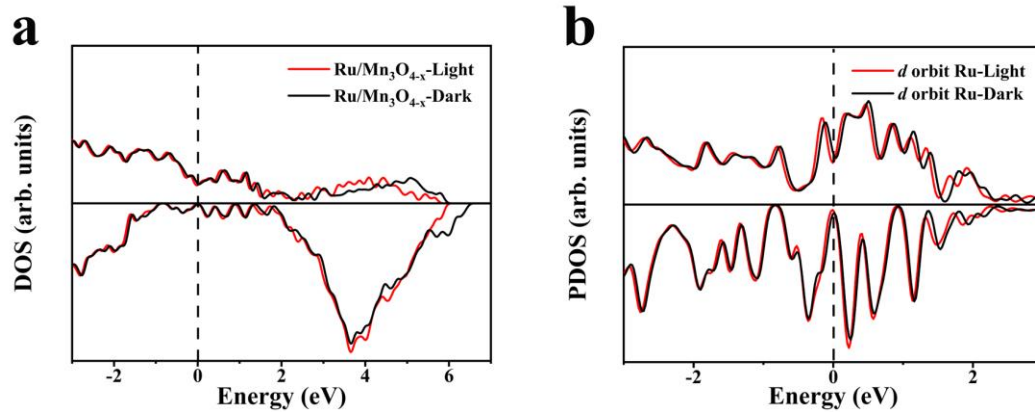 a
Ru/Mn₃O₄₋ₓ-Light
Ru/Mn₃O₄₋ₓ-Dark
DOS (arb. units)
-2 0 2 4 6
Energy (eV)
b
d orbit Ru-Light
d orbit Ru-Dark
PDOS (arb. units)
-2 0 2
Energy (eV)